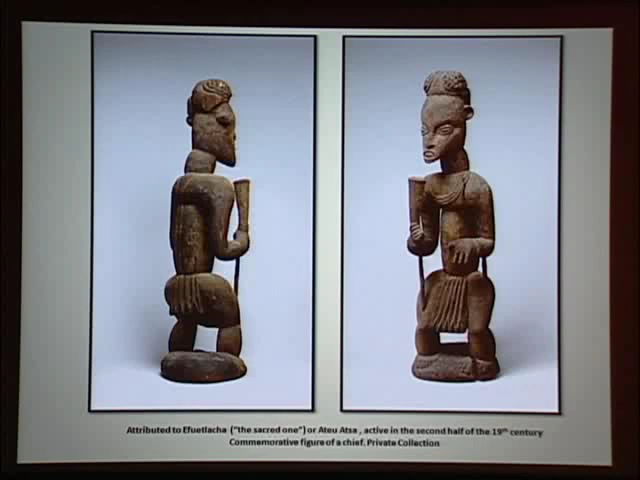 Attributed to Efuetlacha ("the sacred one") or Ateu Atsa , active in the second half of the 19th century
Commemorative figure of a chief. Private Collection